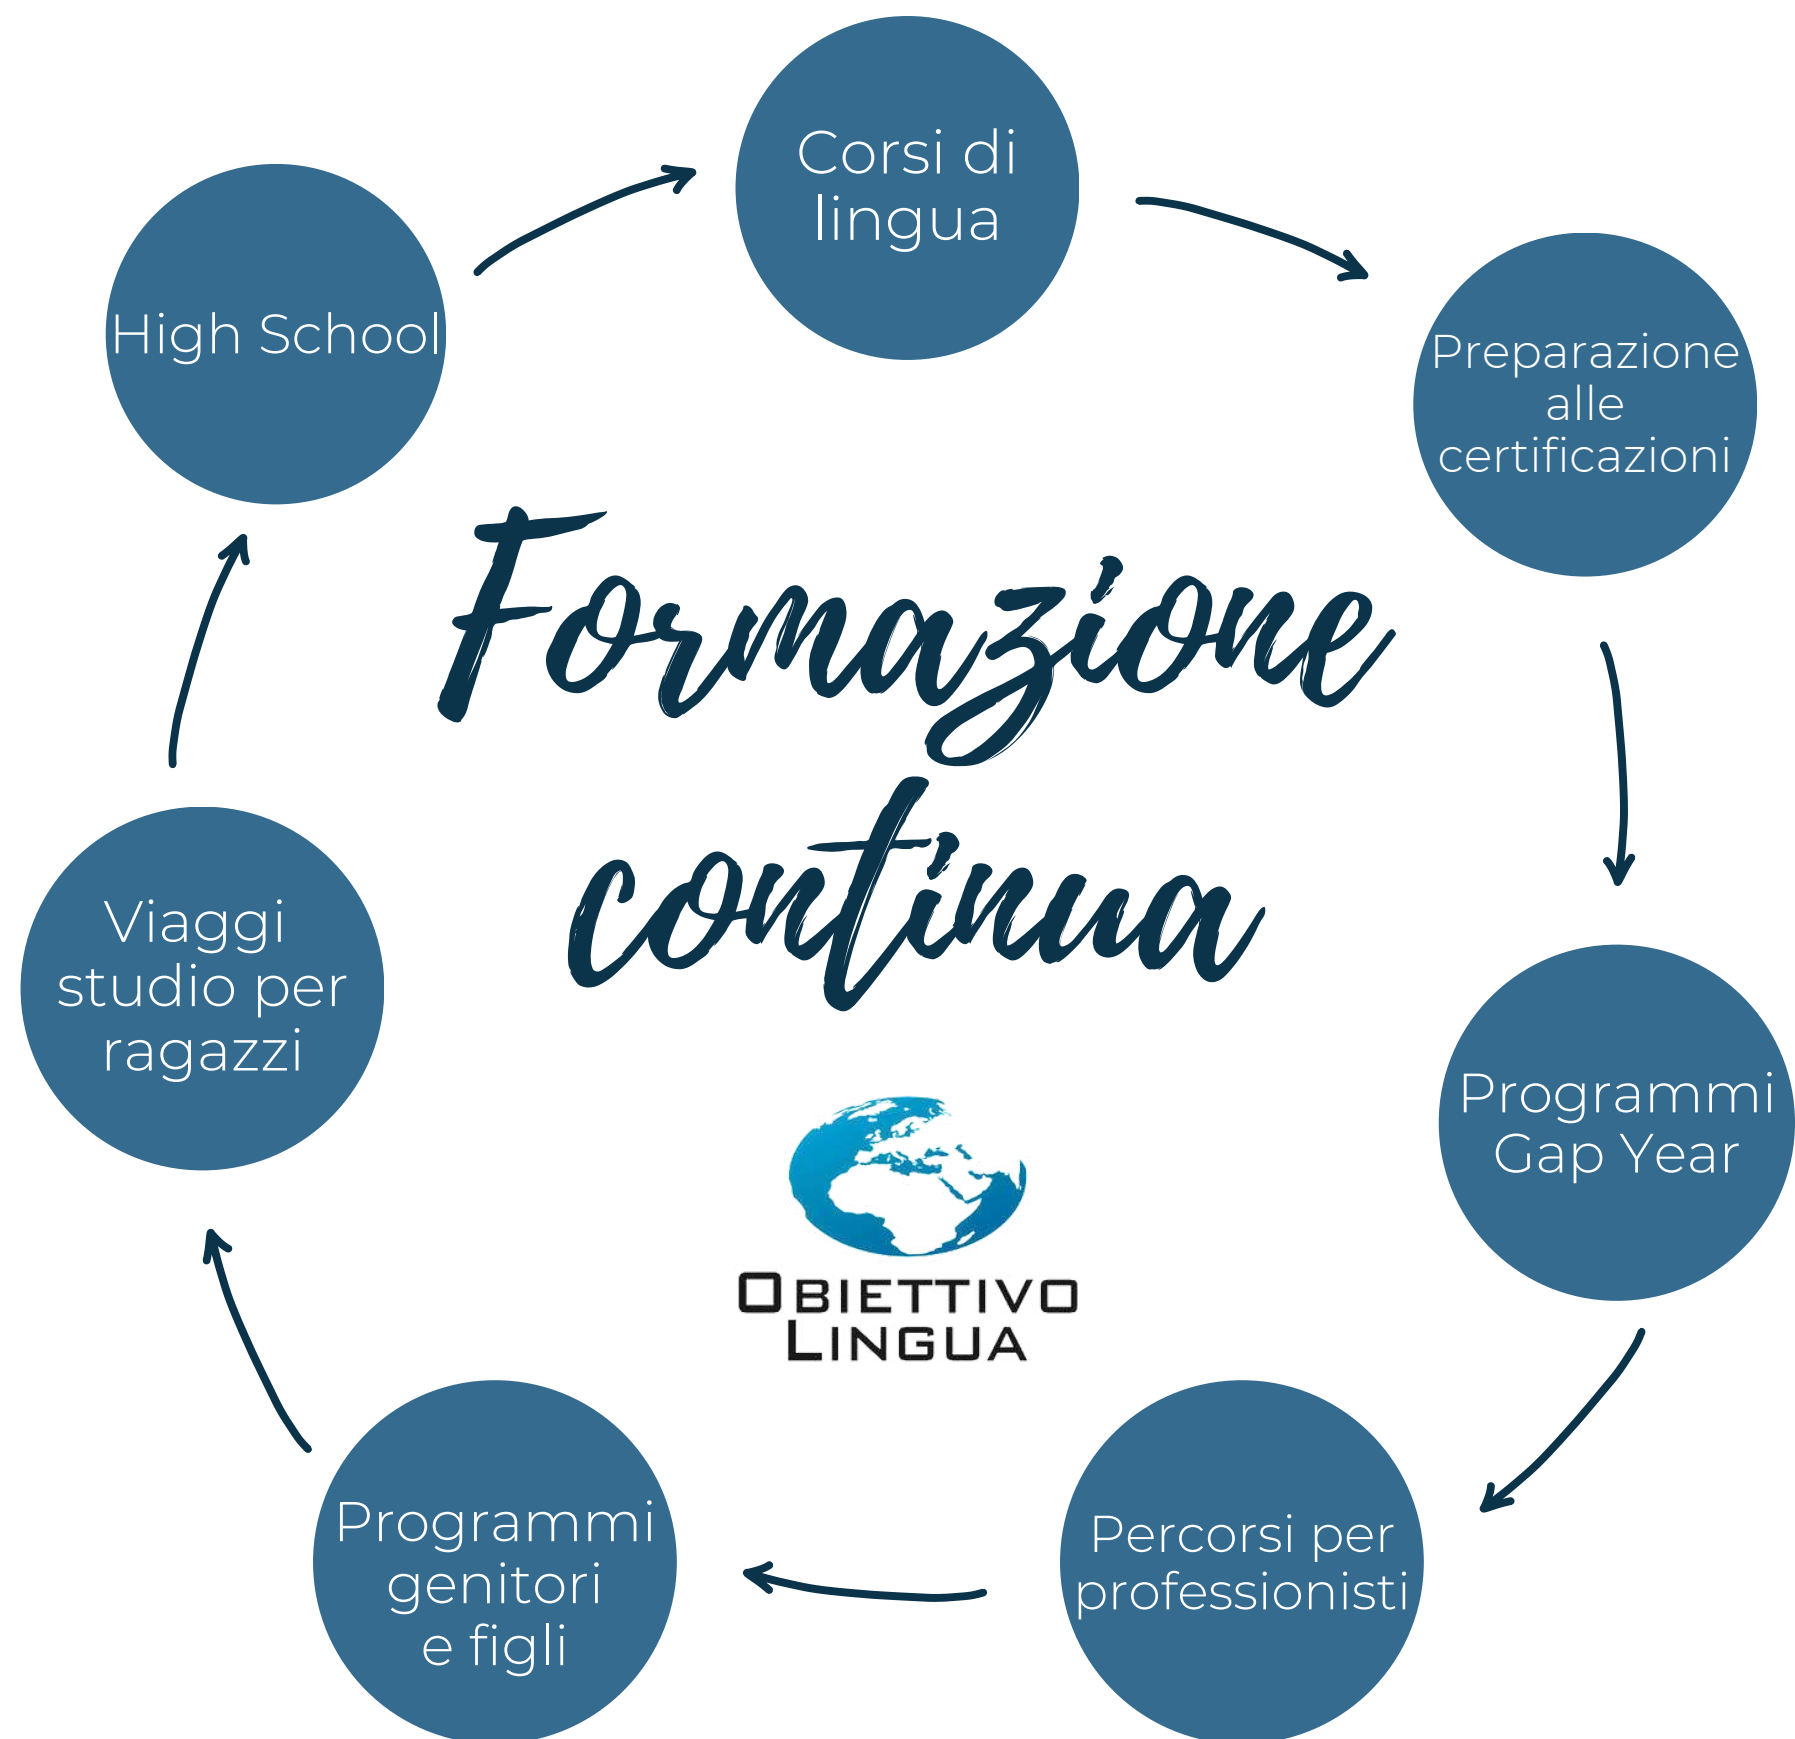 Corsi di
lingua
Preparazione
alle
certificazioni
Programmi
Gap Year
Percorsi per
professionisti
Programmi
genitori
e figli
Viaggi
studio per
ragazzi
High School
Formazione
continua
OBIETTIVO
LINGUA